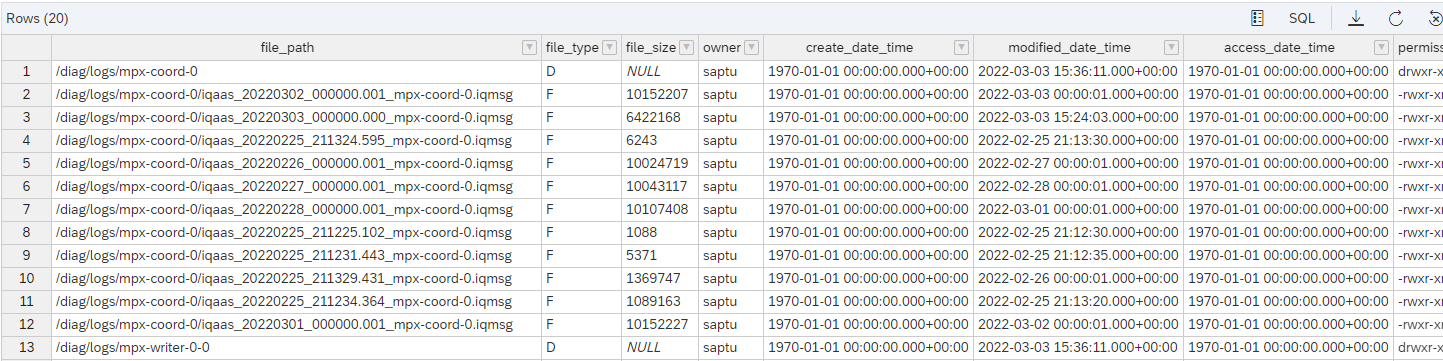 Rows (20) SQL
file_path file_type file_size owner create_date_time modified_date_time access_date_time permiss
1 /diag/logs/mpx-coord-0 D NULL saptu 1970-01-01 00:00:00.000+00:00 2022-03-03 15:36:11.000+00:00 1970-01-01 00:00:00.000+00:00 drwxr-x
2 /diag/logs/mpx-coord-0/iqaas_20220302_000000.001_mpx-coord-0.iqmsg F 10152207 saptu 1970-01-01 00:00:00.000+00:00 2022-03-03 00:00:01.000+00:00 1970-01-01 00:00:00.000+00:00 -rwxr-x
3 /diag/logs/mpx-coord-0/iqaas_20220303_000000.000_mpx-coord-0.iqmsg F 6422168 saptu 1970-01-01 00:00:00.000+00:00 2022-03-03 15:24:03.000+00:00 1970-01-01 00:00:00.000+00:00 -rwxr-x
4 /diag/logs/mpx-coord-0/iqaas_20220225_211324.595_mpx-coord-0.iqmsg F 6243 saptu 1970-01-01 00:00:00.000+00:00 2022-02-25 21:13:30.000+00:00 1970-01-01 00:00:00.000+00:00 -rwxr-x
5 /diag/logs/mpx-coord-0/iqaas_20220226_000000.001_mpx-coord-0.iqmsg F 10024719 saptu 1970-01-01 00:00:00.000+00:00 2022-02-27 00:00:01.000+00:00 1970-01-01 00:00:00.000+00:00 -rwxr-x
6 /diag/logs/mpx-coord-0/iqaas_20220227_000000.001_mpx-coord-0.iqmsg F 10043117 saptu 1970-01-01 00:00:00.000+00:00 2022-02-28 00:00:01.000+00:00 1970-01-01 00:00:00.000+00:00 -rwxr-x
7 /diag/logs/mpx-coord-0/iqaas_20220228_000000.001_mpx-coord-0.iqmsg F 10107408 saptu 1970-01-01 00:00:00.000+00:00 2022-03-01 00:00:01.000+00:00 1970-01-01 00:00:00.000+00:00 -rwxr-x
8 /diag/logs/mpx-coord-0/iqaas_20220225_211225.102_mpx-coord-0.iqmsg F 1088 saptu 1970-01-01 00:00:00.000+00:00 2022-02-25 21:12:30.000+00:00 1970-01-01 00:00:00.000+00:00 -rwxr-x
9 /diag/logs/mpx-coord-0/iqaas_20220225_211231.443_mpx-coord-0.iqmsg F 5371 saptu 1970-01-01 00:00:00.000+00:00 2022-02-25 21:12:35.000+00:00 1970-01-01 00:00:00.000+00:00 -rwxr-x
10 /diag/logs/mpx-coord-0/iqaas_20220225_211329.431_mpx-coord-0.iqmsg F 1369747 saptu 1970-01-01 00:00:00.000+00:00 2022-02-26 00:00:01.000+00:00 1970-01-01 00:00:00.000+00:00 -rwxr-x
11 /diag/logs/mpx-coord-0/iqaas_20220225_211234.364_mpx-coord-0.iqmsg F 1089163 saptu 1970-01-01 00:00:00.000+00:00 2022-02-25 21:13:20.000+00:00 1970-01-01 00:00:00.000+00:00 -rwxr-x
12 /diag/logs/mpx-coord-0/iqaas_20220301_000000.001_mpx-coord-0.iqmsg F 10152227 saptu 1970-01-01 00:00:00.000+00:00 2022-03-02 00:00:01.000+00:00 1970-01-01 00:00:00.000+00:00 -rwxr-x
13 /diag/logs/mpx-writer-0-0 D NULL saptu 1970-01-01 00:00:00.000+00:00 2022-03-03 15:36:11.000+00:00 1970-01-01 00:00:00.000+00:00 drwxr-x